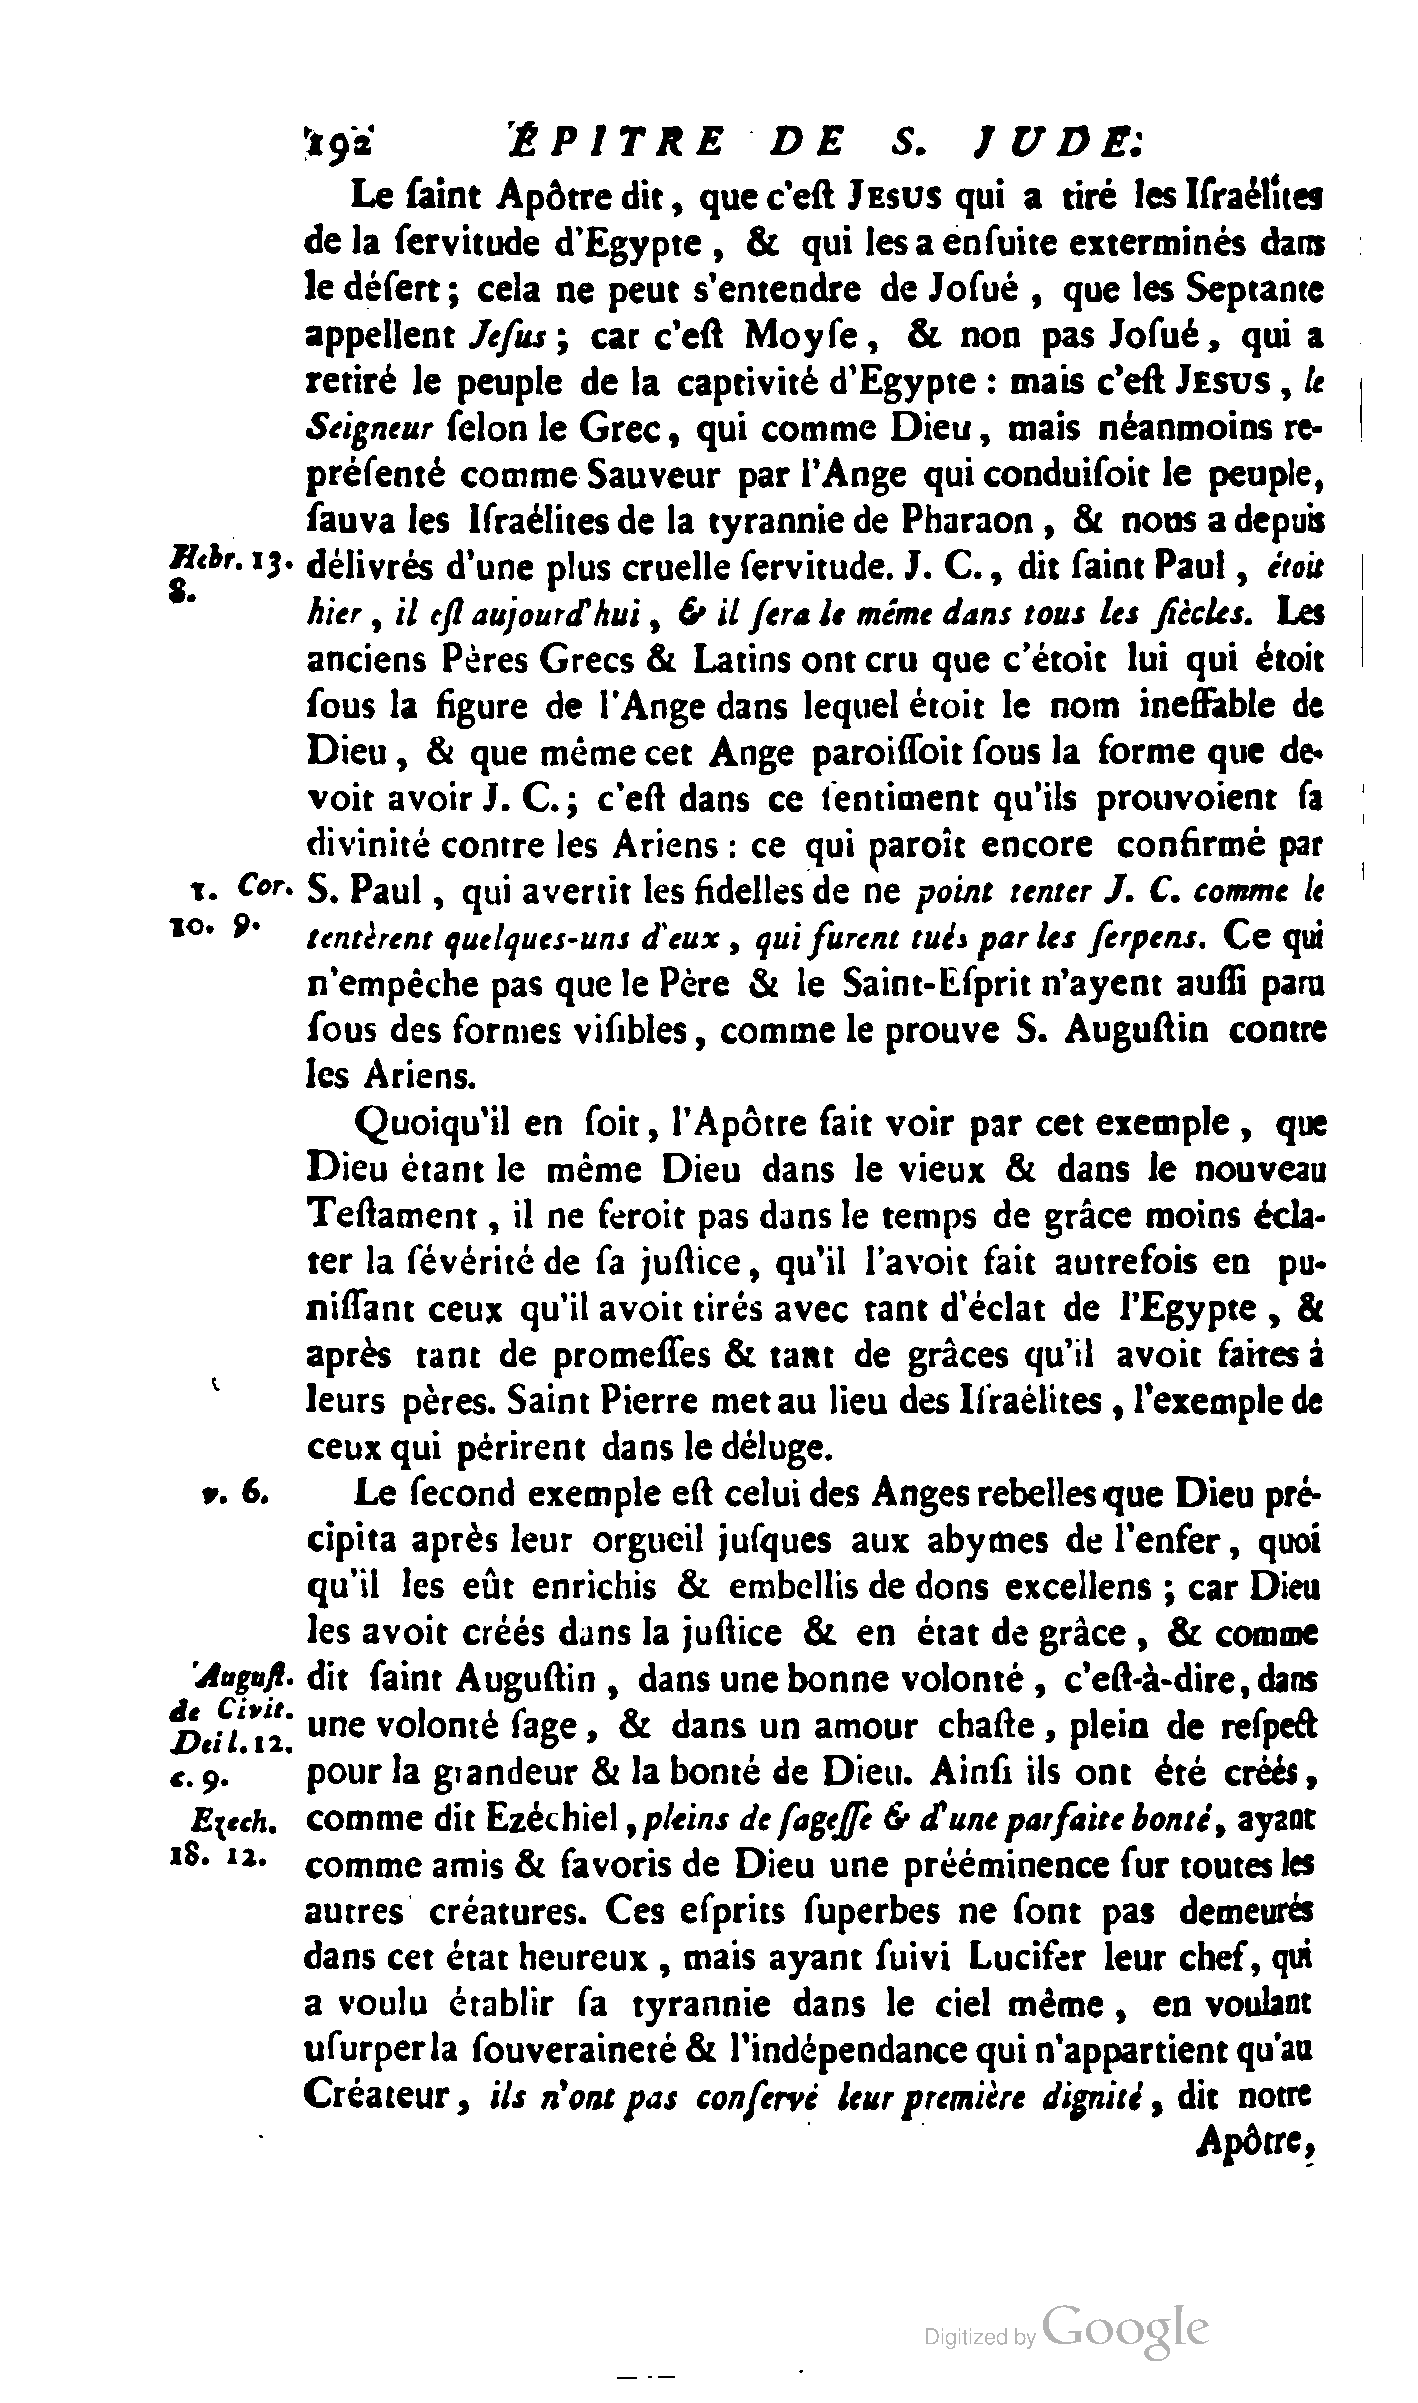 192 ÉPITRE DE S. JUDE.
Le ſaint Apôtre dit, que c'eſt JESUS qui a tiré les Iſraélites
de la ſervitude d'Egypte, & qui les a enſuite exterminés dans
le déſert; cela ne peut s'entendre de Joſué, que les Septante
appellent Jeſus; car c'eſt Moyſe, & non pas Joſué, qui a
retiré le peuple de la captivité d'Egypte : mais c'eſt JESUS, le
Seigneur ſelon le Grec, qui comme Dieu, mais néanmoins re-
préſenté comme Sauveur par l'Ange qui conduiſoit le peuple,
ſauva les Iſraélites de la tyrannie de Pharaon, & nous a depuis
Hebr. 13. délivrés d'une plus cruelle ſervitude. J. C., dit ſaint Paul, étoit
8.
hier, il eſt aujourd'hui, & il ſera le même dans tous les ſiècles. Les
anciens Pères Grecs & Latins ont cru que c'étoit lui qui étoit
ſous la figure de l'Ange dans lequel étoit le nom ineffable de
Dieu, & que même cet Ange paroiſſoit ſous la forme que de-
voit avoir J. C.; c'eſt dans ce ſentiment qu'ils prouvoient ſa
divinité contre les Ariens : ce qui paroît encore confirmé par
1. Cor. S. Paul, qui avertit les fidelles de ne point tenter J. C. comme le
10. 9. tentèrent quelques-uns d'eux, qui furent tués par les ſerpens. Ce qui
n'empêche pas que le Père & le Saint-Eſprit n'ayent auſſi paru
ſous des formes viſibles, comme le prouve S. Auguſtin contre
les Ariens.
Quoiqu'il en ſoit, l'Apôtre fait voir par cet exemple, que
Dieu étant le même Dieu dans le vieux & dans le nouveau
Teſtament, il ne feroit pas dans le temps de grâce moins écla-
ter la ſévérité de ſa juſtice, qu'il l'avoit fait autrefois en pu-
niſſant ceux qu'il avoit tirés avec tant d'éclat de l'Egypte, &
après tant de promeſſes & tant de grâces qu'il avoit faites à
leurs pères. Saint Pierre met au lieu des Iſraélites, l'exemple de
ceux qui périrent dans le déluge.
v. 6. Le ſecond exemple eſt celui des Anges rebelles que Dieu pré-
cipita après leur orgueil juſques aux abymes de l'enfer, quoi
qu'il les eût enrichis & embellis de dons excellens; car Dieu
les avoit créés dans la juſtice & en état de grâce, & comme
Auguſt. dit ſaint Auguſtin, dans une bonne volonté, c'eſt-à-dire, dans
de Civit.
Dei l. 12. une volonté ſage, & dans un amour chaſte, plein de reſpect
c. 9. pour la grandeur & la bonté de Dieu. Ainſi ils ont été créés,
Ezech. comme dit Ezéchiel, pleins de ſageſſe & d'une parfaite bonté, ayant
18. 12. comme amis & favoris de Dieu une prééminence ſur toutes les
autres créatures. Ces eſprits ſuperbes ne ſont pas demeurés
dans cet état heureux, mais ayant ſuivi Lucifer leur chef, qui
a voulu établir ſa tyrannie dans le ciel même, en voulant
uſurper la ſouveraineté & l'indépendance qui n'appartient qu'au
Créateur, ils n'ont pas conſervé leur première dignité, dit notre
Apôtre,
Digitized by Google